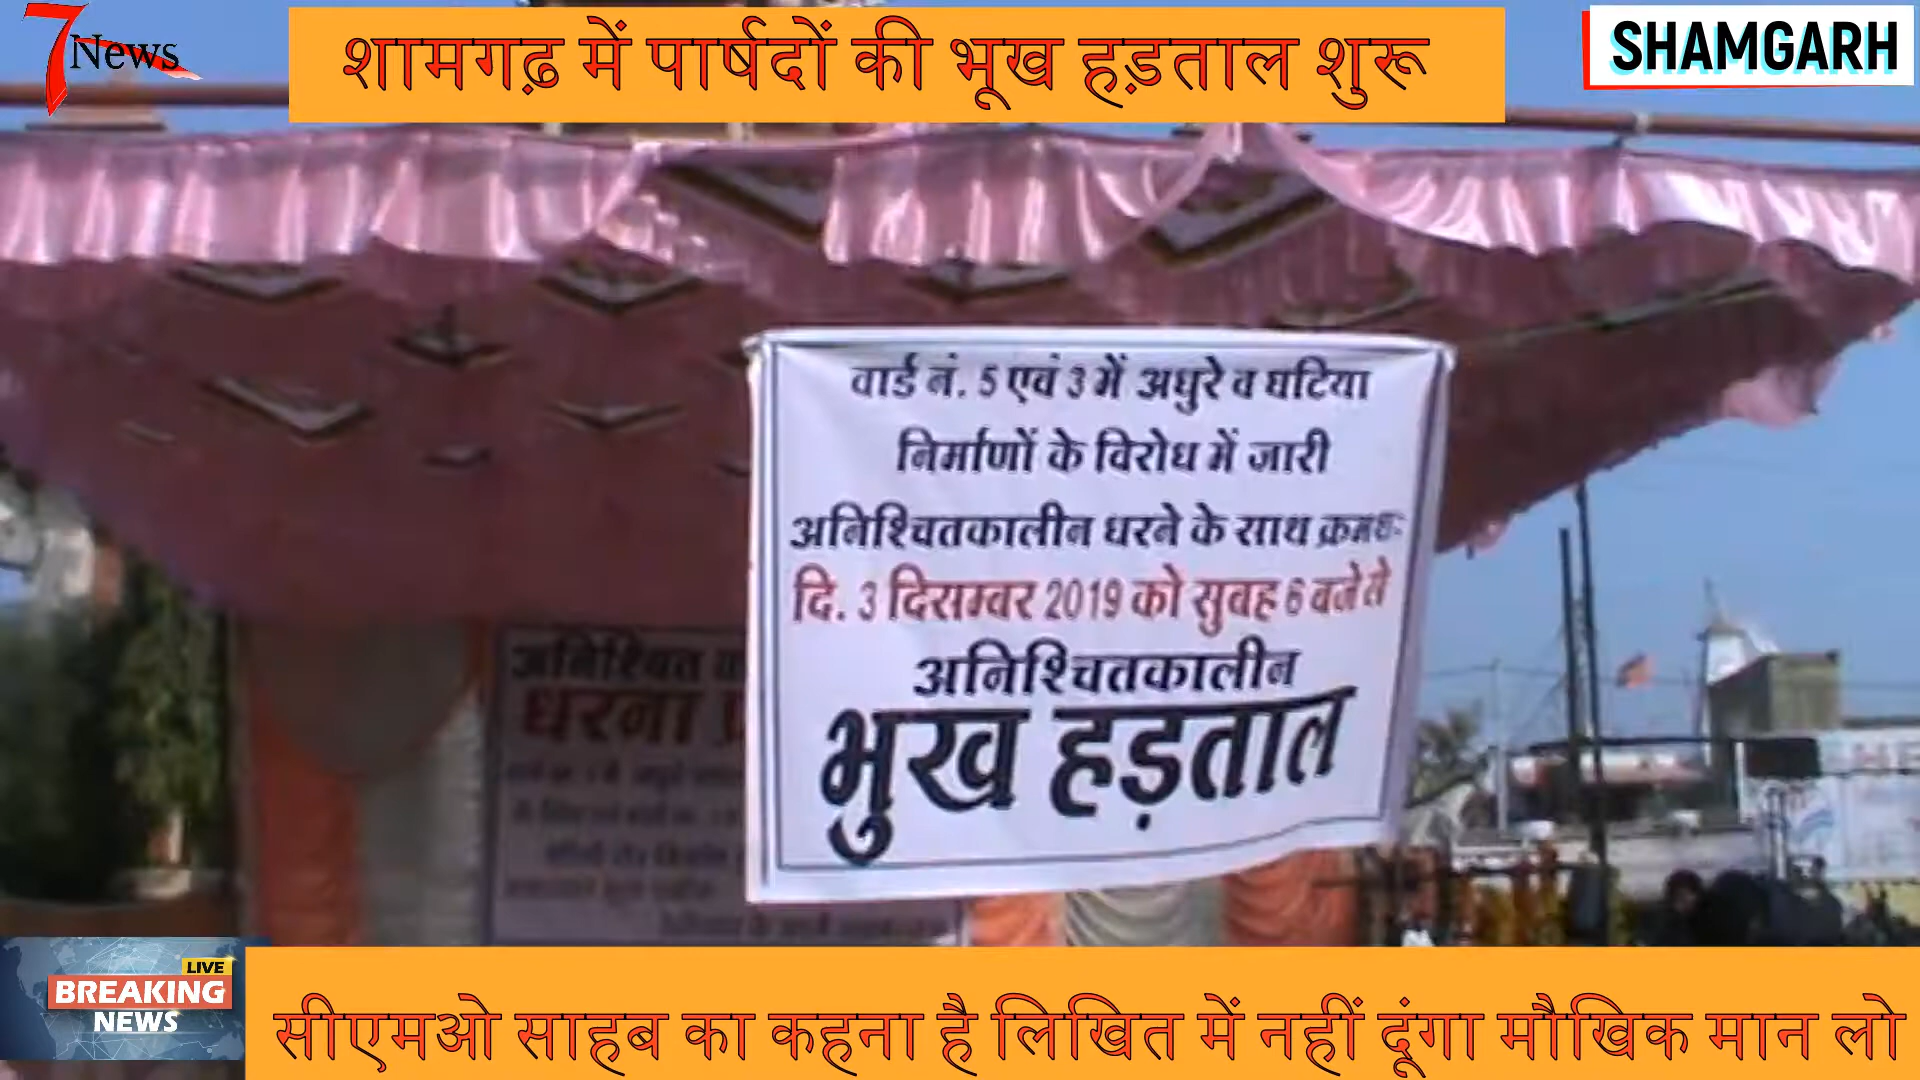 7 News
शामगढ़ में पार्षदों की भूख हड़ताल शुरू
SHAMGARH
वार्ड नं. 5 एवं 3 में अधुरे व घटिया
निर्माणों के विरोध में जारी
अनिश्चितकालीन धरने के साथ क्रमशः
दि. 3 दिसम्बर 2019 को सुबह 6 बजे से
अनिश्चितकालीन
भुख हड़ताल
अनिश्चित
धरना
LIVE
BREAKING
NEWS
सीएमओ साहब का कहना है लिखित में नहीं दूंगा मौखिक मान लो